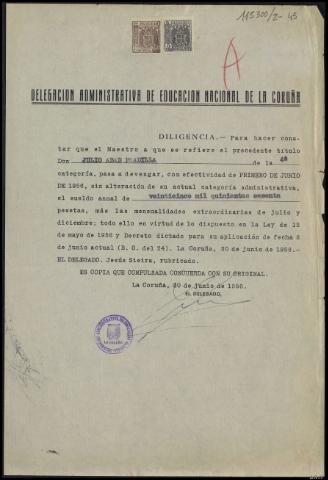 115300/2-45
A
DELEGACION ADMINISTRATIVA DE EDUCACION NACIONAL DE LA CORUÑA
DILIGENCIA.- Para hacer cons-
tar que el Maestro a que se refiere el precedente título
Don JULIO ABAD de la 4ª
categoría, pasa a devengar, con efectividad de PRIMERO DE JUNIO
DE 1956, sin alteración de su actual categoría administrativa,
el sueldo anual de veinticinco mil quinientas sesenta
pesetas, más las mensualidades extraordinarias de julio y
diciembre; todo ello en virtud de lo dispuesto en la Ley de 12
de mayo de 1956 y Decreto dictado para su aplicación de fecha 8
de junio actual (B. O. del 24). La Coruña, 30 de junio de 1956.-
EL DELEGADO. Jesús Sieira, rubricado.
ES COPIA QUE COMPULSADA CONCUERDA CON SU ORIGINAL.
La Coruña, 30 de junio de 1956.
EL DELEGADO,